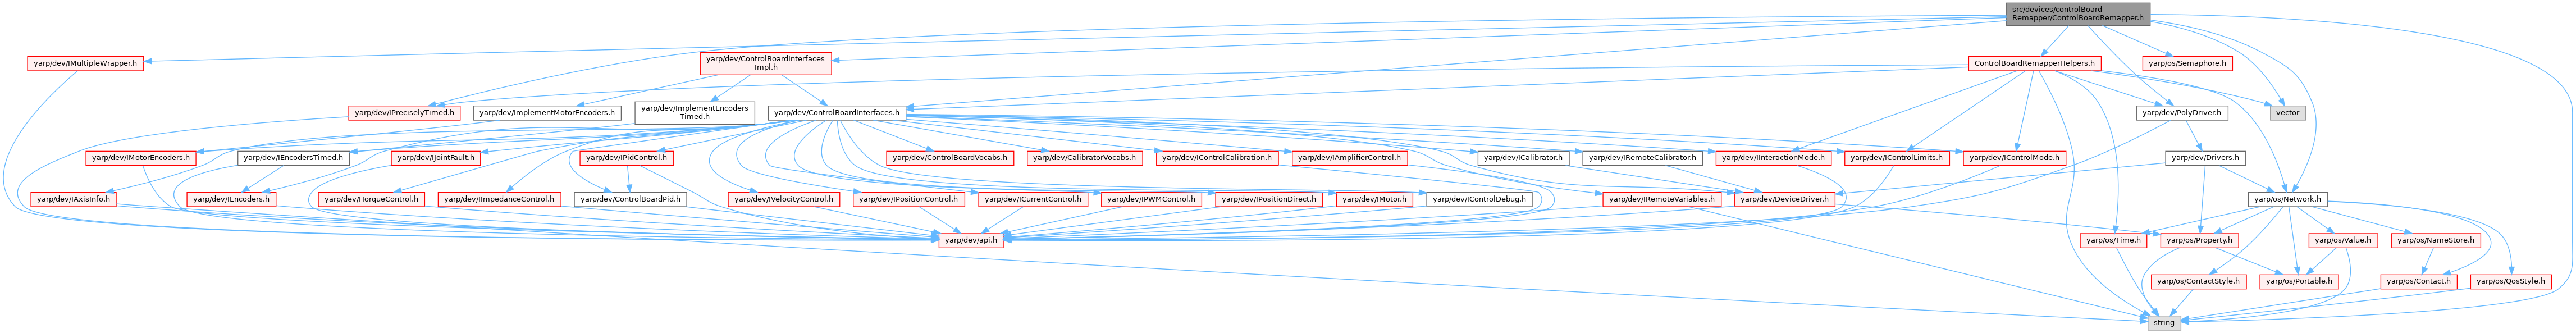 src/devices/controlBoard
Remapper/ControlBoardRemapper.h
yarp/dev/IMultipleWrapper.h
yarp/dev/ControlBoardInterfaces
Impl.h
ControlBoardRemapperHelpers.h
yarp/os/Semaphore.h
yarp/dev/IPreciselyTimed.h
yarp/dev/ImplementMotorEncoders.h
yarp/dev/ImplementEncoders
Timed.h
yarp/dev/ControlBoardInterfaces.h
yarp/dev/PolyDriver.h
vector
yarp/dev/IMotorEncoders.h
yarp/dev/IEncodersTimed.h
yarp/dev/IJointFault.h
yarp/dev/IPidControl.h
yarp/dev/ControlBoardVocabs.h
yarp/dev/CalibratorVocabs.h
yarp/dev/IControlCalibration.h
yarp/dev/IAmplifierControl.h
yarp/dev/ICalibrator.h
yarp/dev/IRemoteCalibrator.h
yarp/dev/IInteractionMode.h
yarp/dev/IControlLimits.h
yarp/dev/IControlMode.h
yarp/dev/Drivers.h
yarp/dev/IAxisInfo.h
yarp/dev/IEncoders.h
yarp/dev/ITorqueControl.h
yarp/dev/IImpedanceControl.h
yarp/dev/ControlBoardPid.h
yarp/dev/IVelocityControl.h
yarp/dev/IPositionControl.h
yarp/dev/ICurrentControl.h
yarp/dev/IPWMControl.h
yarp/dev/IPositionDirect.h
yarp/dev/IMotor.h
yarp/dev/IControlDebug.h
yarp/dev/IRemoteVariables.h
yarp/dev/DeviceDriver.h
yarp/os/Network.h
yarp/dev/api.h
yarp/os/Time.h
yarp/os/Property.h
yarp/os/Value.h
yarp/os/NameStore.h
yarp/os/ContactStyle.h
yarp/os/Portable.h
yarp/os/Contact.h
yarp/os/QosStyle.h
string